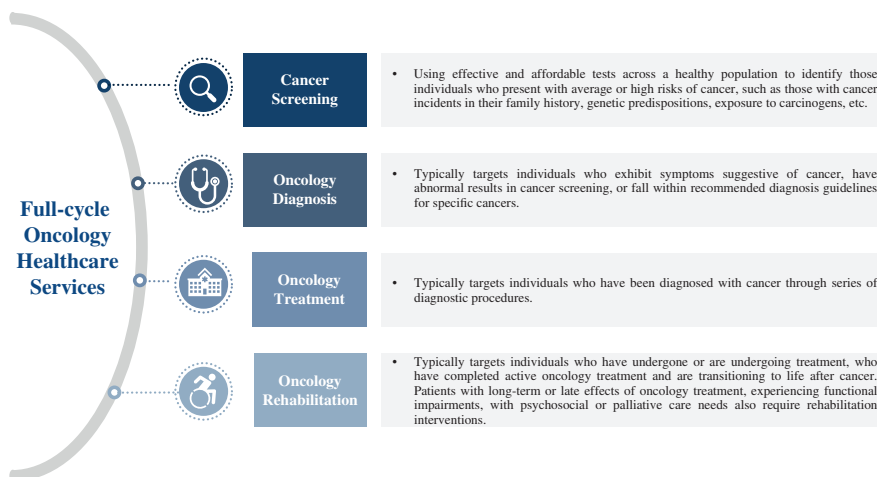 Full-cycle
Oncology
Healthcare
Services
Cancer
Screening
• Using effective and affordable tests across a healthy population to identify those
individuals who present with average or high risks of cancer, such as those with cancer
incidents in their family history, genetic predispositions, exposure to carcinogens, etc.
Oncology
Diagnosis
• Typically targets individuals who exhibit symptoms suggestive of cancer, have
abnormal results in cancer screening, or fall within recommended diagnosis guidelines
for specific cancers.
Oncology
Treatment
• Typically targets individuals who have been diagnosed with cancer through series of
diagnostic procedures.
Oncology
Rehabilitation
• Typically targets individuals who have undergone or are undergoing treatment, who
have completed active oncology treatment and are transitioning to life after cancer.
Patients with long-term or late effects of oncology treatment, experiencing functional
impairments, with psychosocial or palliative care needs also require rehabilitation
interventions.